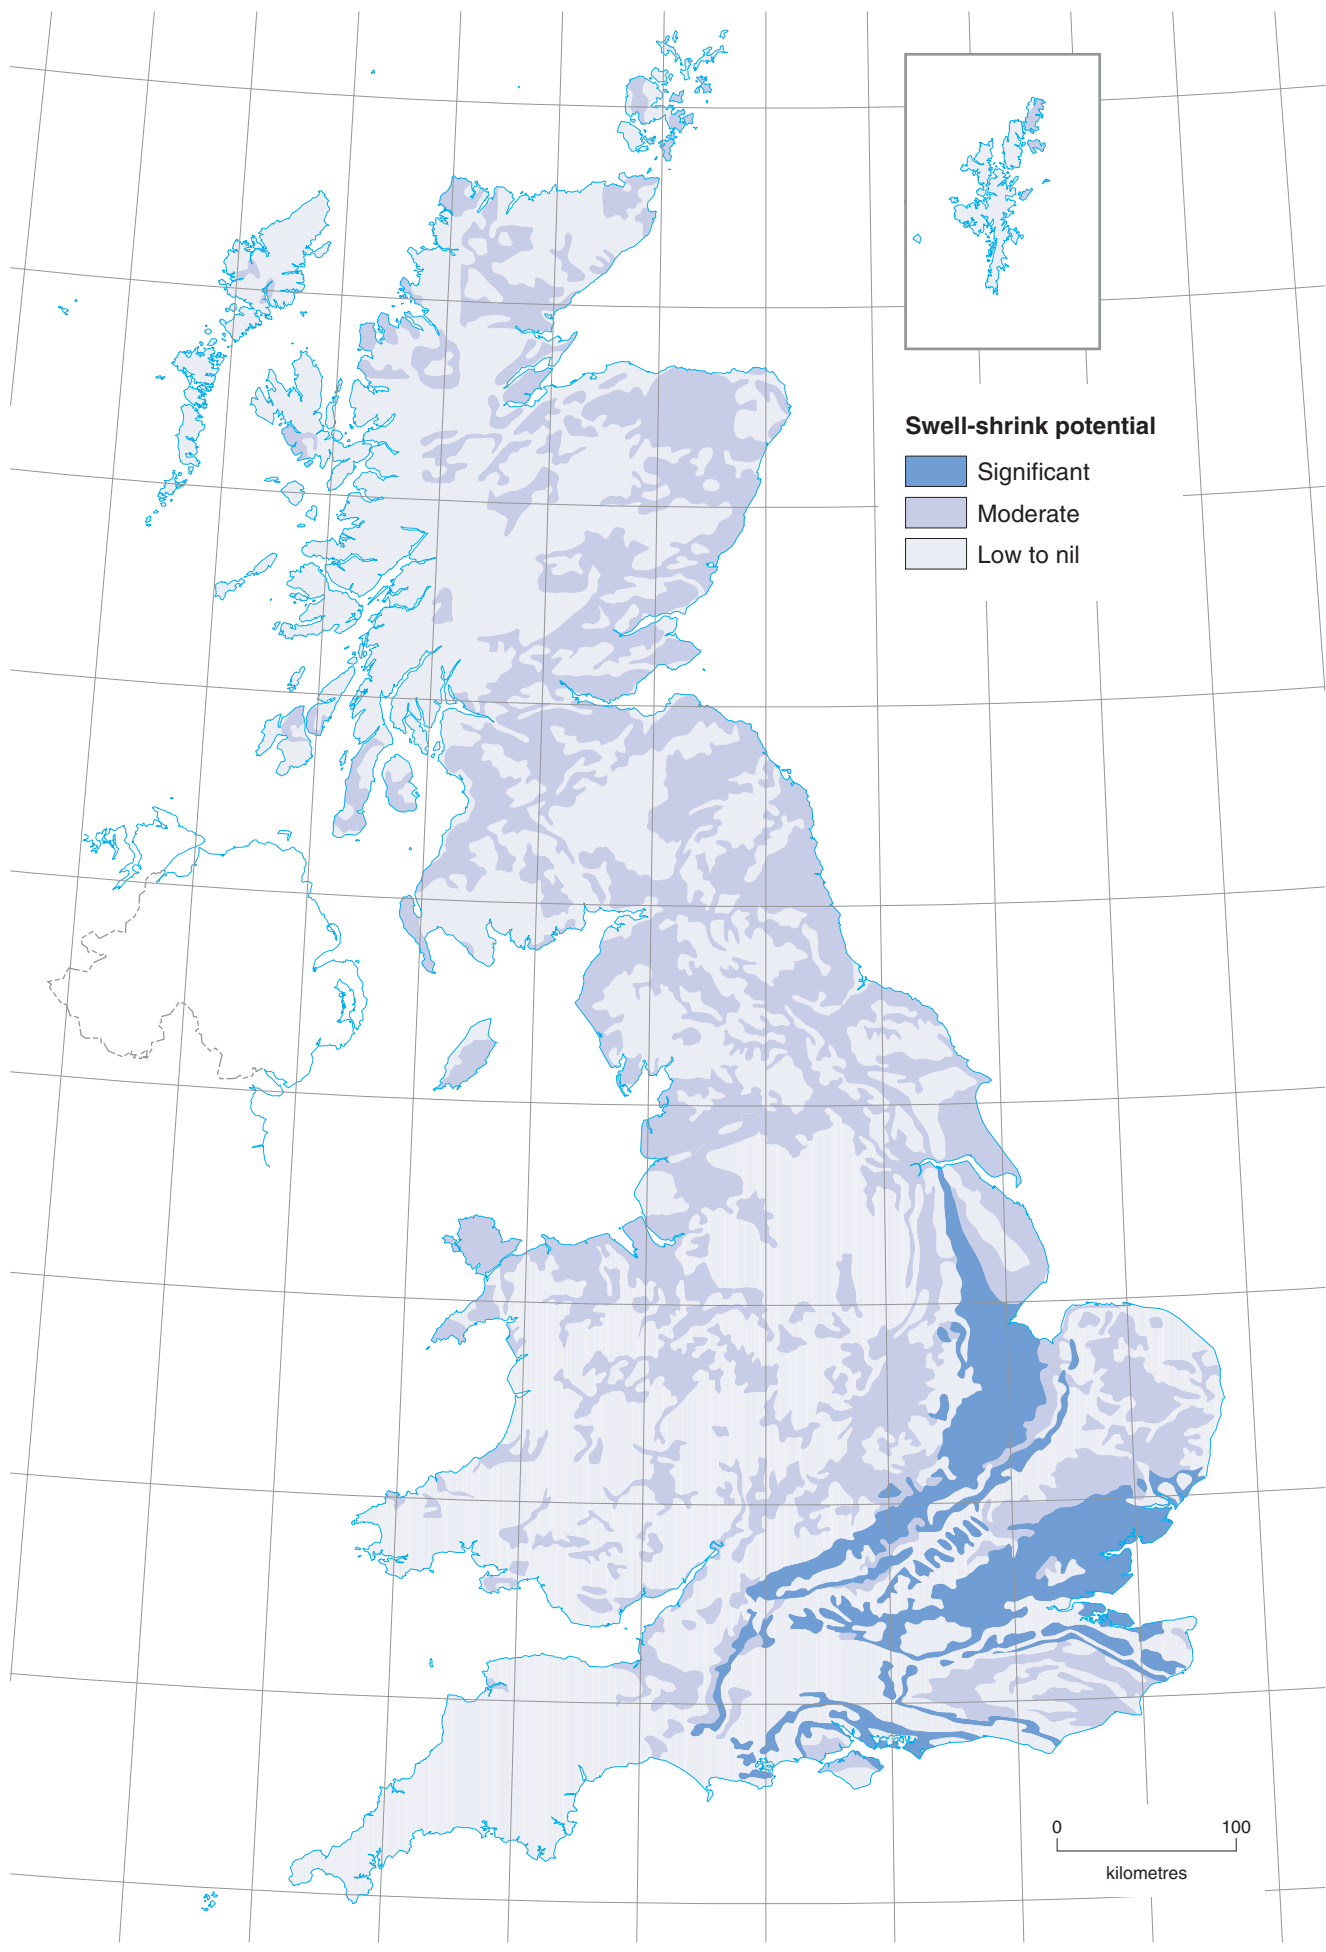 Swell-shrink potential
Significant
Moderate
Low to nil
0 100
kilometres